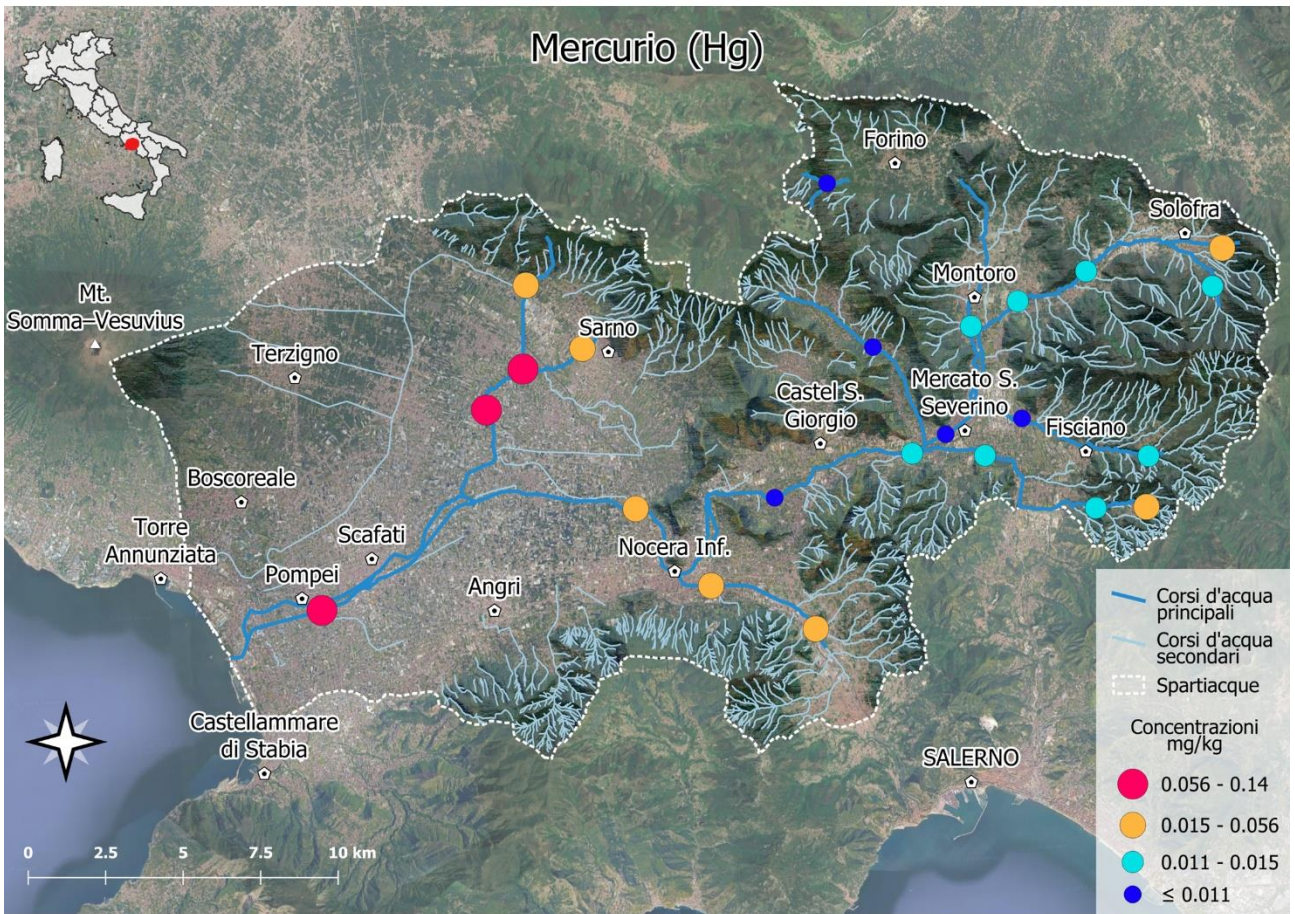 Mercurio (Hg)
Forino
Solofra
Mt.
Somma–Vesuvius
Montoro
Sarno
Terzigno
Castel S.
Giorgio
Mercato S.
Severino
Fisciano
Boscoreale
Torre
Annunziata
Scafati
Nocera Inf.
Pompei
Angri
Castellammare
di Stabia
SALERNO
0 2.5 5 7.5 10 km
Corsi d'acqua
principali
Corsi d'acqua
secondari
Spartiacque
Concentrazioni
mg/kg
0.056 - 0.14
0.015 - 0.056
0.011 - 0.015
≤ 0.011